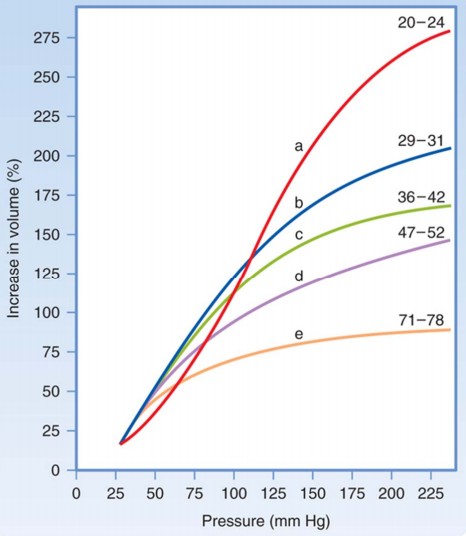 275
250
225
200
175
150
125
100
75
50
25
0
Increase in volume (%)
20–24
29–31
36–42
47–52
71–78
a
b
c
d
e
0 25 50 75 100 125 150 175 200 225
Pressure (mm Hg)